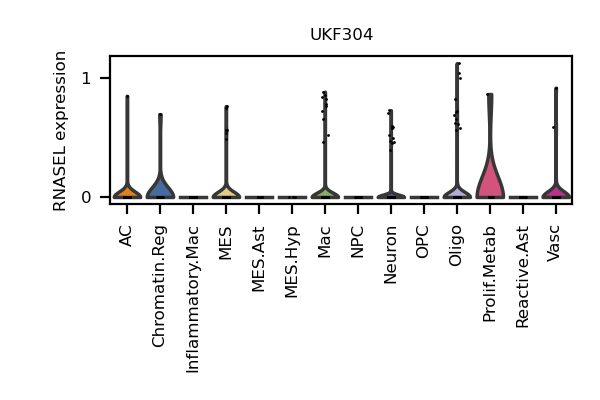 UKF304
RNASEL expression
1
0
AC
Chromatin.Reg
Inflammatory.Mac
MES
MES.Ast
MES.Hyp
Mac
NPC
Neuron
OPC
Oligo
Prolif.Metab
Reactive.Ast
Vasc